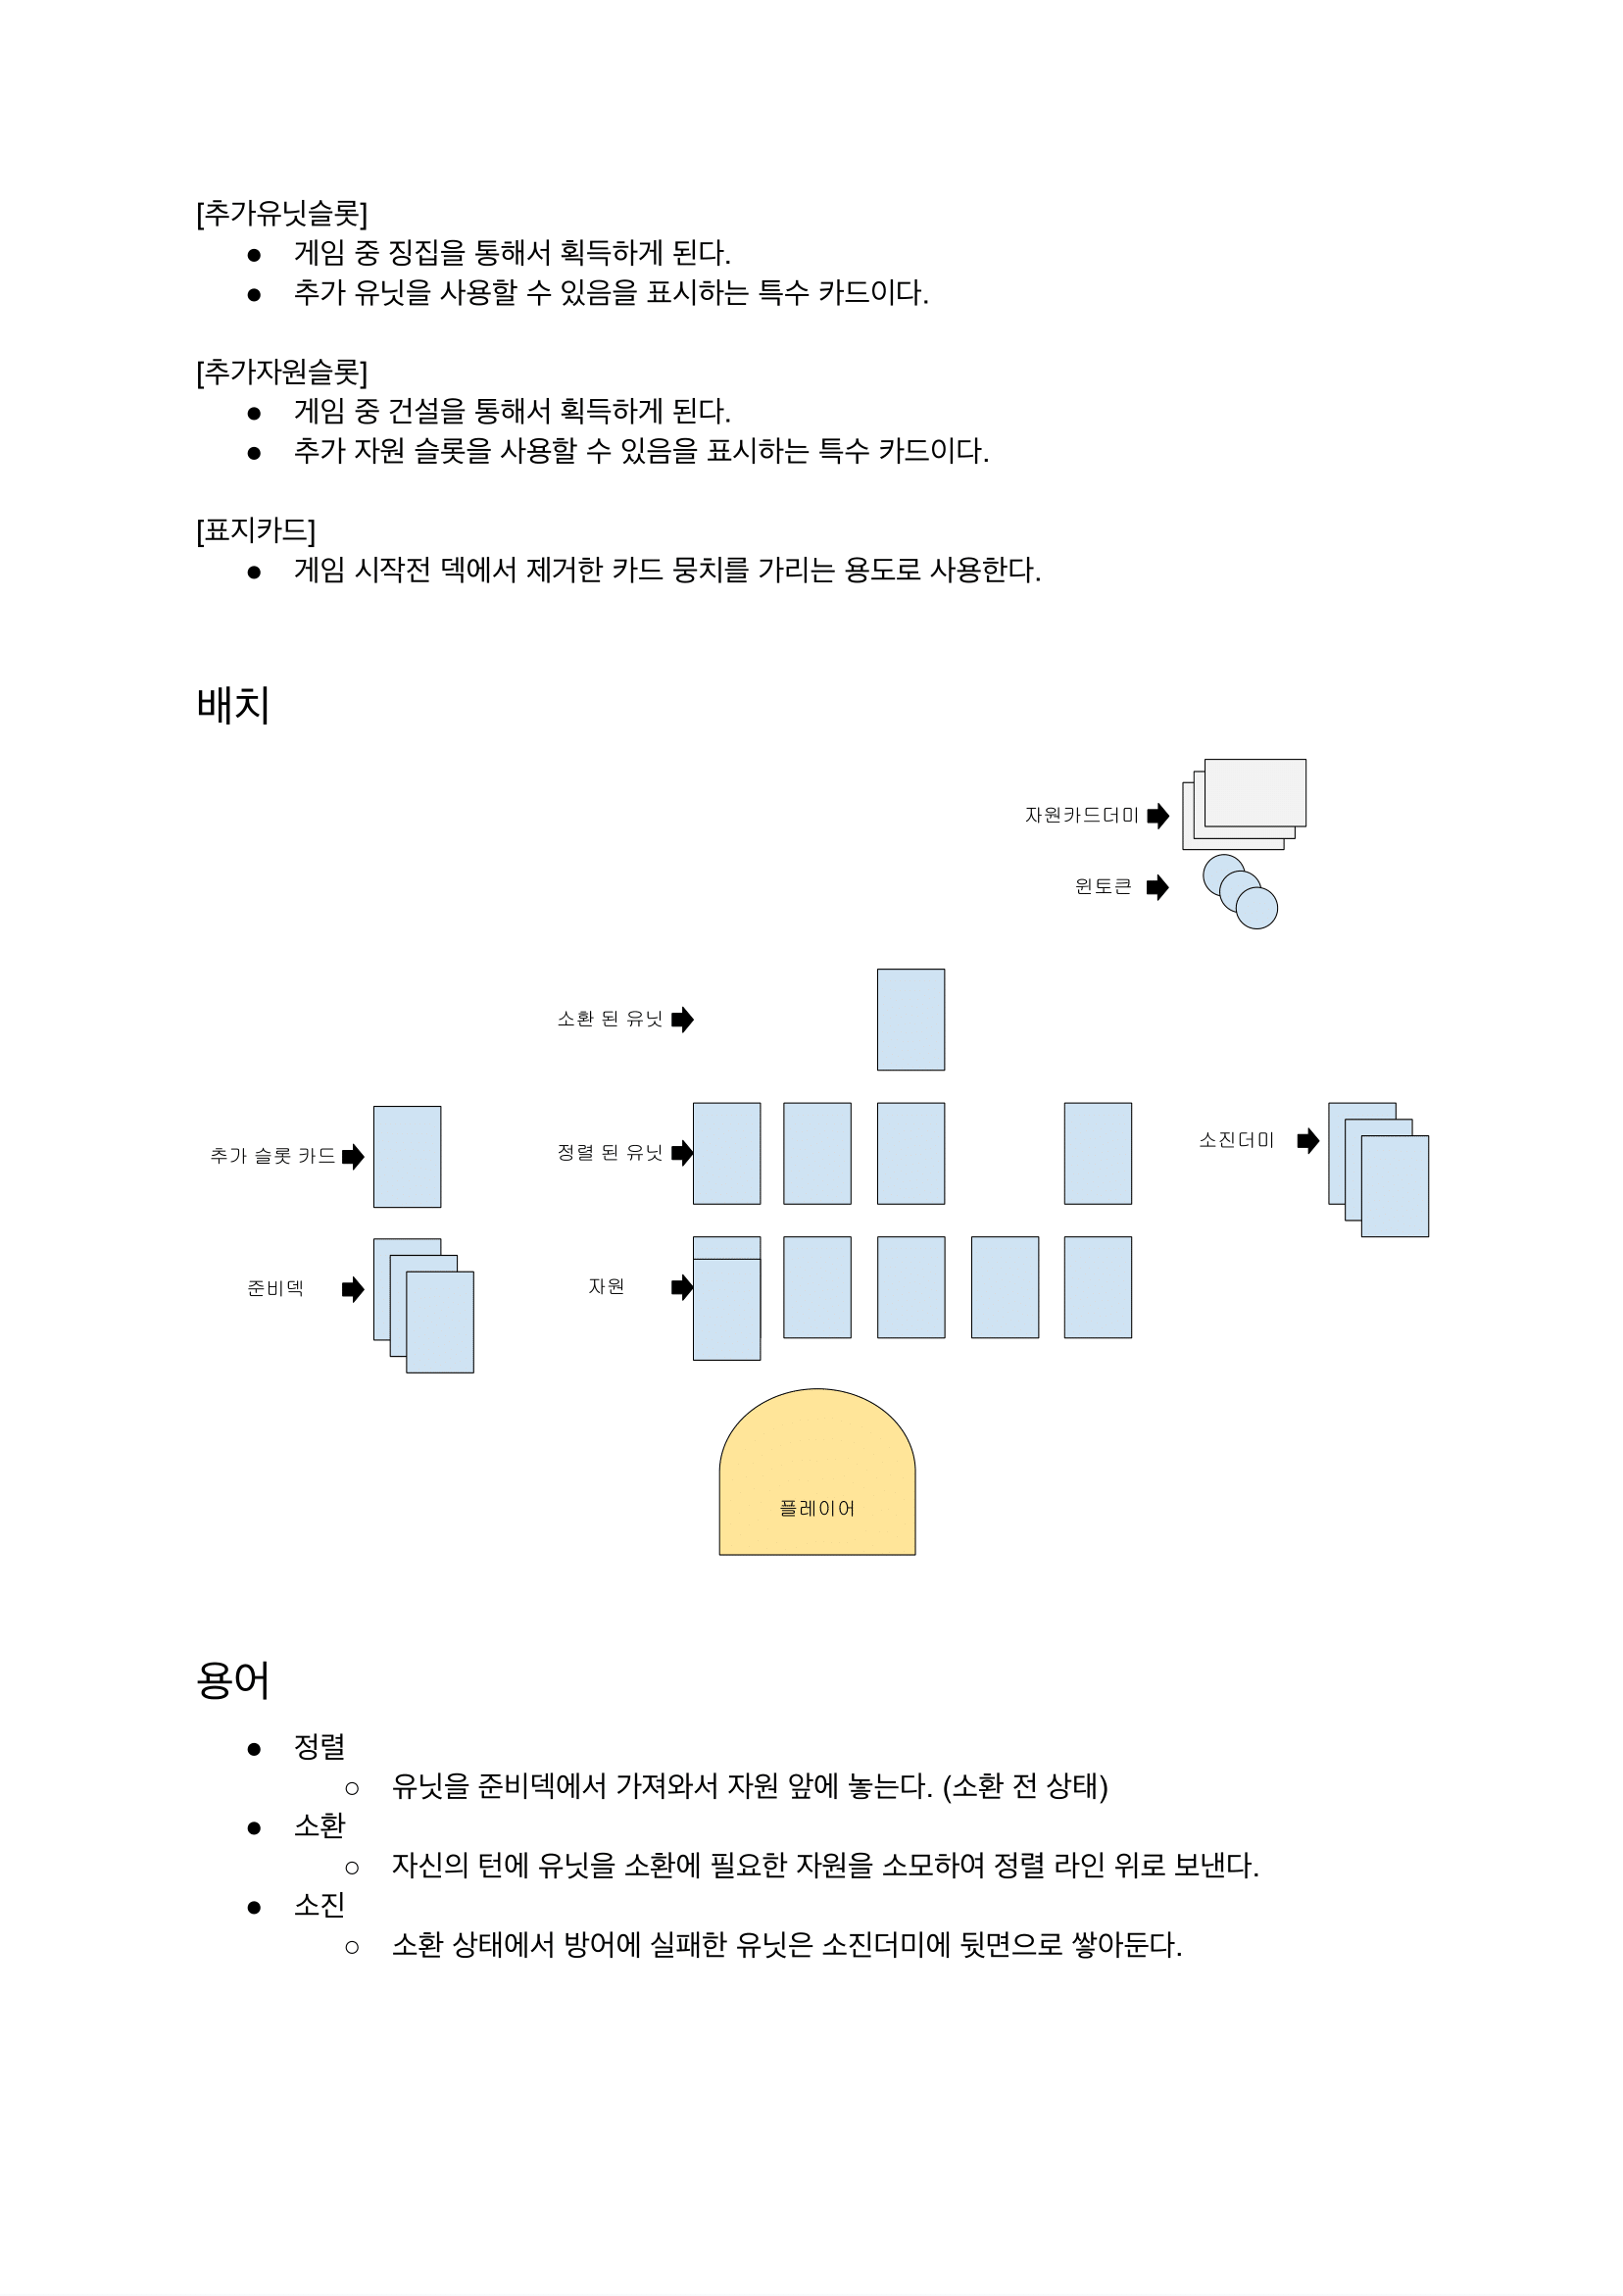 [추가유닛슬롯]
● 게임 중 징집을 통해서 획득하게 된다.
● 추가 유닛을 사용할 수 있음을 표시하는 특수 카드이다.
[추가자원슬롯]
● 게임 중 건설을 통해서 획득하게 된다.
● 추가 자원 슬롯을 사용할 수 있음을 표시하는 특수 카드이다.
[표지카드]
● 게임 시작전 덱에서 제거한 카드 뭉치를 가리는 용도로 사용한다.
배치
자원카드더미
윈토큰
소환 된 유닛
추가 슬롯 카드
정렬 된 유닛
소진더미
준비덱
자원
플레이어
용어
● 정렬
○ 유닛을 준비덱에서 가져와서 자원 앞에 놓는다. (소환 전 상태)
● 소환
○ 자신의 턴에 유닛을 소환에 필요한 자원을 소모하여 정렬 라인 위로 보낸다.
● 소진
○ 소환 상태에서 방어에 실패한 유닛은 소진더미에 뒷면으로 쌓아둔다.